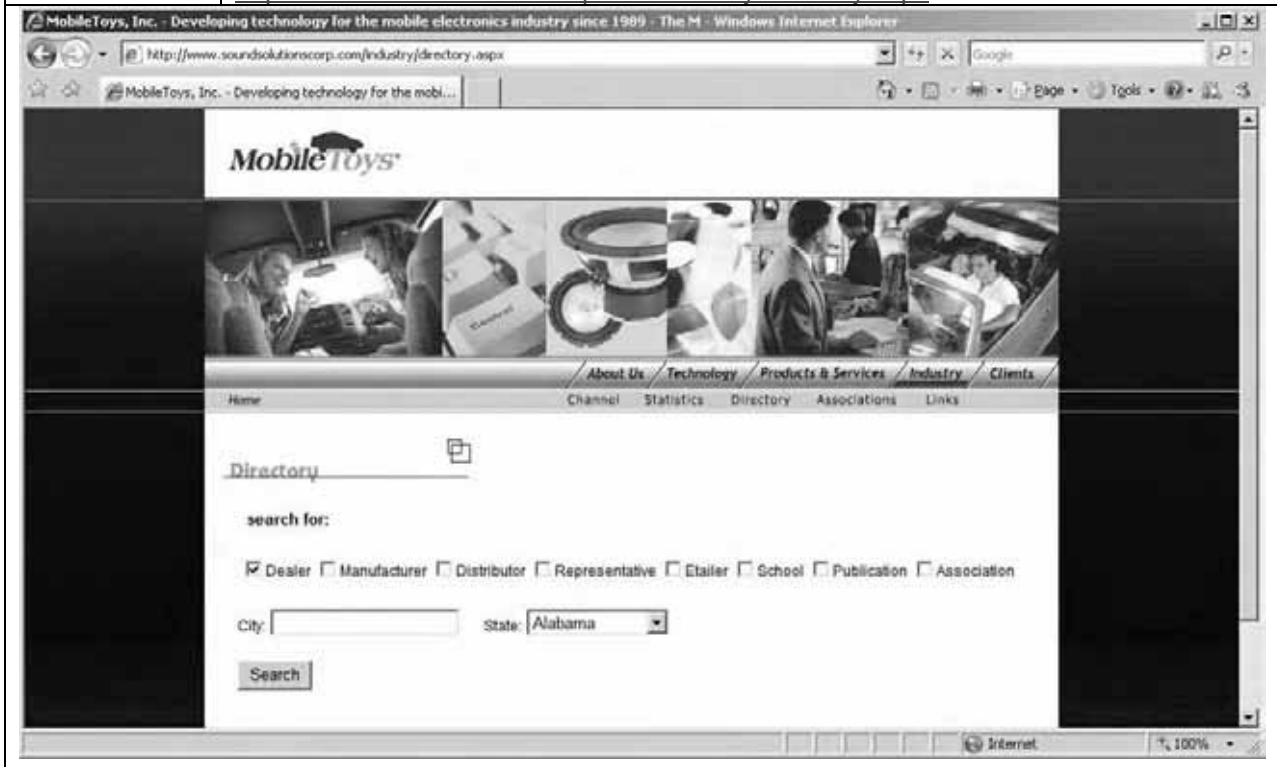 MobileToys, Inc. - Developing technology for the mobile electronics industry since 1989 - The M - Windows Internet Explorer
http://www.soundsolutionscorp.com/industry/directory.aspx
Google
MobileToys, Inc. - Developing technology for the mobi...
Page Tools
MobileToys
About Us Technology Products & Services Industry Clients
Home Channel Statistics Directory Associations Links
Directory
search for:
Dealer Manufacturer Distributor Representative Etailer School Publication Association
City: State: Alabama
Search
Internet 100%